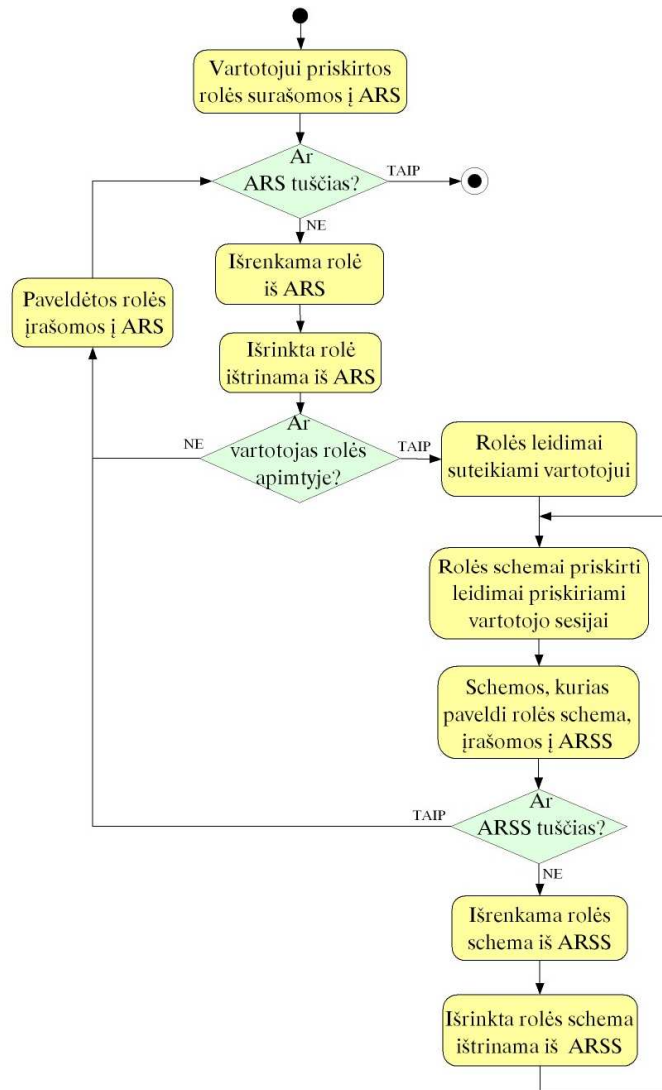 Vartotojui priskirtos
rolės surašomos į ARS
Ar
ARS tuščias?
TAIP
NE
Išrenkama rolė
iš ARS
Paveldėtos rolės
įrašomos į ARS
Išrinkta rolė
ištrinama iš ARS
Ar
vartotojas rolės
apimtyje?
NE
TAIP
Rolės leidimai
suteikiami vartotojui
Rolės schemai priskirti
leidimai priskiriami
vartotojo sesijai
Schemos, kurias
paveldi rolės schema,
įrašomos į ARSS
Ar
ARSS tuščias?
TAIP
NE
Išrenkama rolės
schema iš ARSS
Išrinkta rolės schema
ištrinama iš ARSS